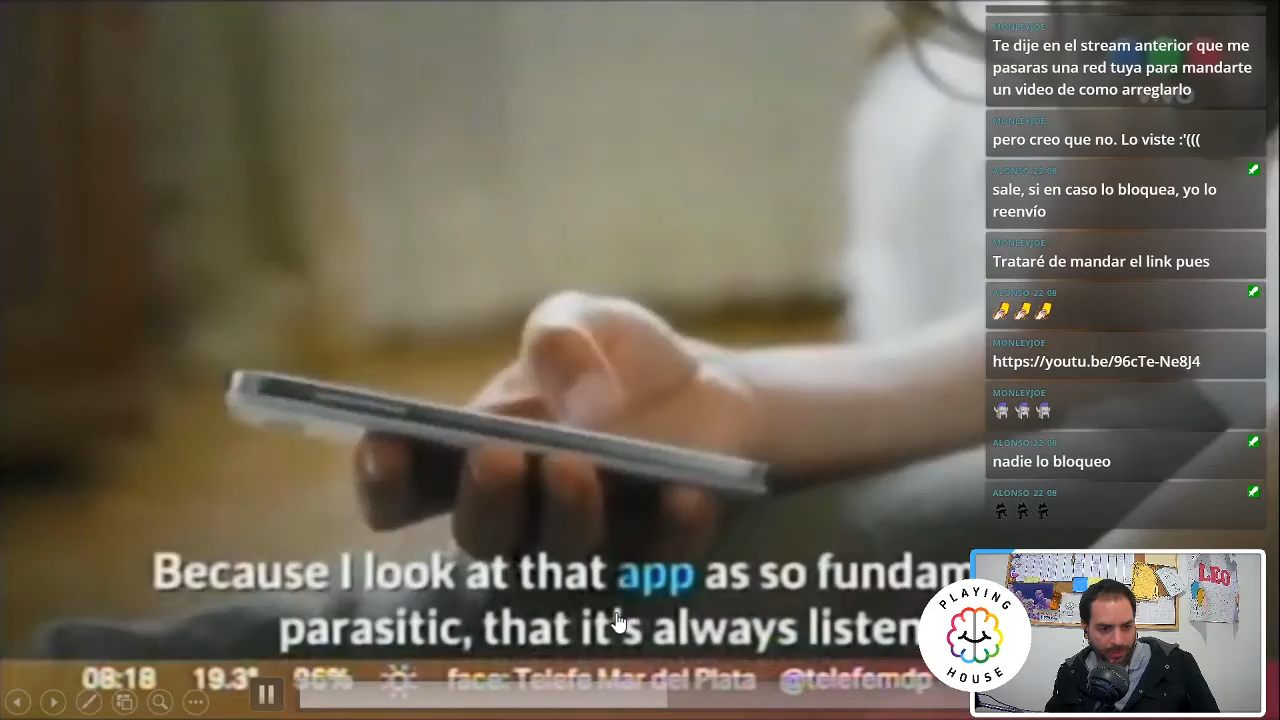 MONLEYJOE
Te dije en el stream anterior que me
pasaras una red tuya para mandarte
un video de como arreglarlo
MONLEYJOE
pero creo que no. Lo viste :'(((
ALONSO 22 08
sale, si en caso lo bloquea, yo lo
reenvío
MONLEYJOE
Trataré de mandar el link pues
ALONSO 22 08
MONLEYJOE
https://youtu.be/96cTe-Ne8J4
MONLEYJOE
ALONSO 22 08
nadie lo bloqueo
ALONSO 22 08
Because I look at that app as so fundam
parasitic, that it's always listen
08:18 19.3° 96% face: Telefe Mar del Plata @telefemdp
PLAYING
HOUSE
LEO